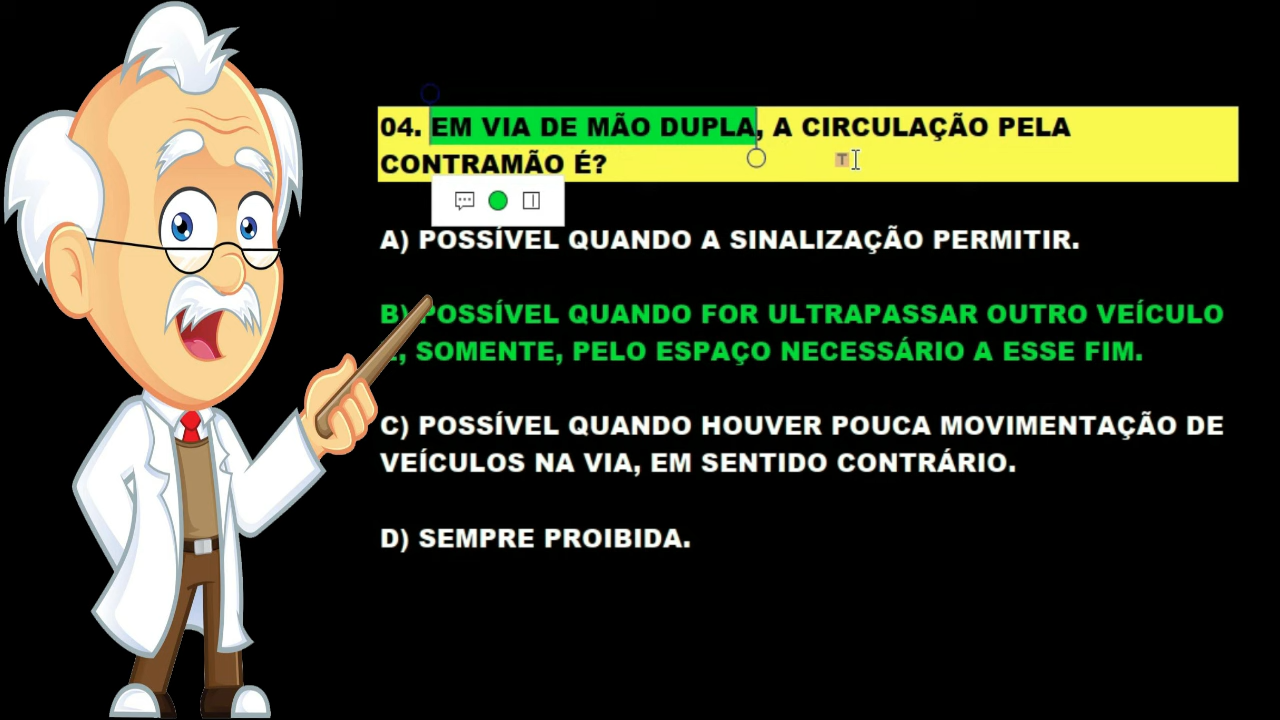 04. EM VIA DE MÃO DUPLA, A CIRCULAÇÃO PELA
CONTRAMÃO É?
A) POSSÍVEL QUANDO A SINALIZAÇÃO PERMITIR.
B) POSSÍVEL QUANDO FOR ULTRAPASSAR OUTRO VEÍCULO
E, SOMENTE, PELO ESPAÇO NECESSÁRIO A ESSE FIM.
C) POSSÍVEL QUANDO HOUVER POUCA MOVIMENTAÇÃO DE
VEÍCULOS NA VIA, EM SENTIDO CONTRÁRIO.
D) SEMPRE PROIBIDA.